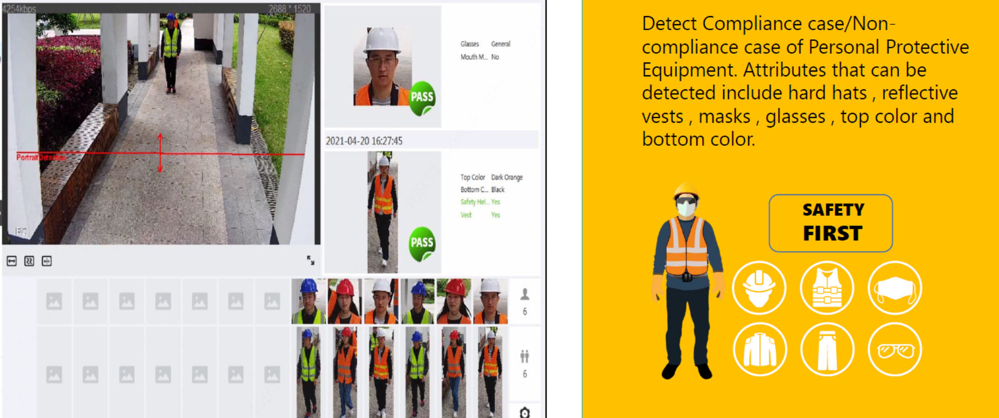 4254kbps
2688 * 1520
Portrait Detection
Glasses General
Mouth M... No
PASS
2021-04-20 16:27:45
Top Color Dark Orange
Bottom C... Black
Safety Hel... Yes
Vest Yes
PASS
6
6
Detect Compliance case/Non-
compliance case of Personal Protective
Equipment. Attributes that can be
detected include hard hats , reflective
vests , masks , glasses , top color and
bottom color.
SAFETY
FIRST